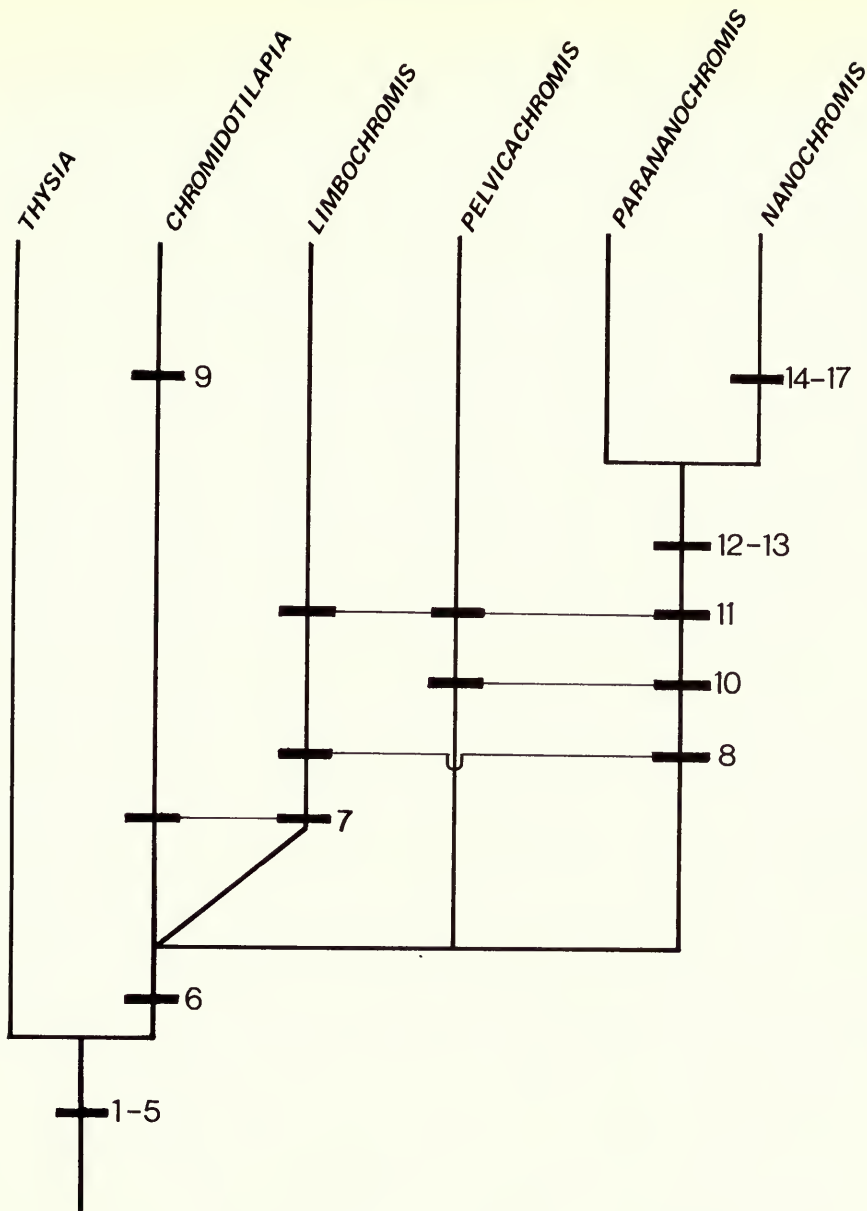 THYSIA
CHROMIDOTILAPIA
LIMBOCHROMIS
PELVICACHROMIS
PARANANOCHROMIS
NANOCHROMIS
9
14–17
12–13
11
10
8
7
6
1–5